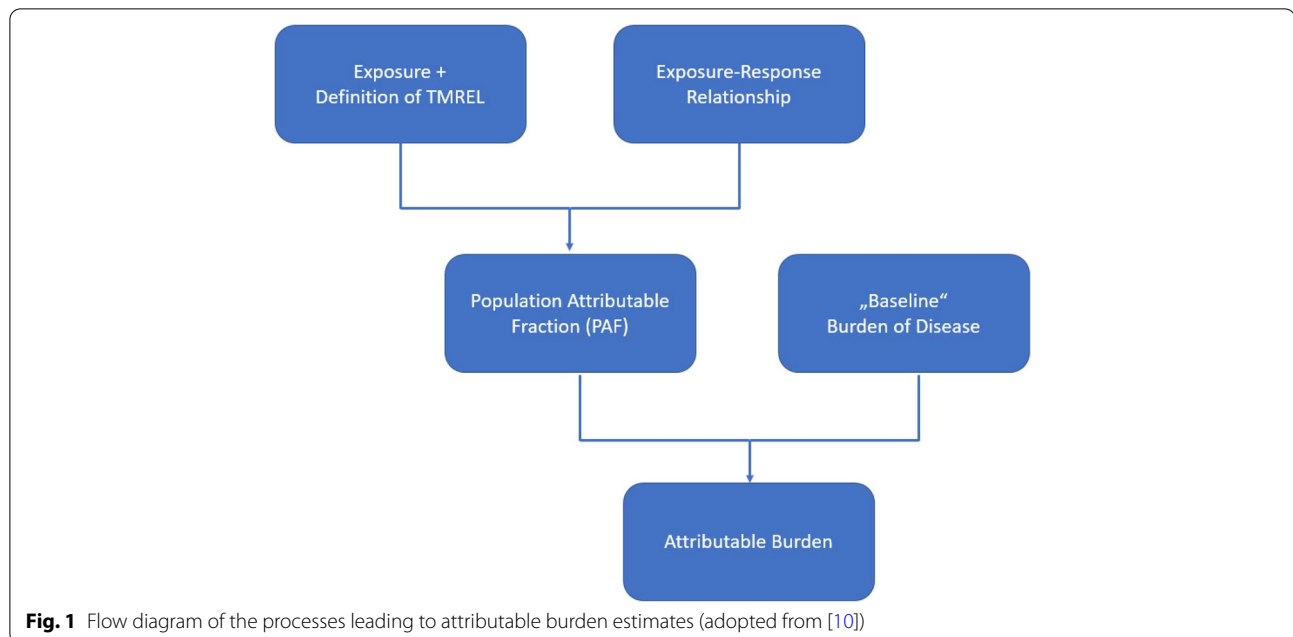 Exposure +
Definition of TMREL
Exposure-Response
Relationship
Population Attributable
Fraction (PAF)
„Baseline“
Burden of Disease
Attributable Burden
Fig. 1 Flow diagram of the processes leading to attributable burden estimates (adopted from [10])